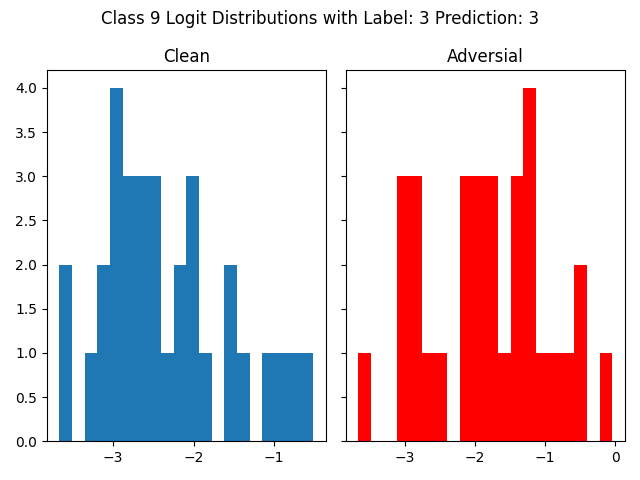 Class 9 Logit Distributions with Label: 3 Prediction: 3
Clean
Adversial
4.0
3.5
3.0
2.5
2.0
1.5
1.0
0.5
0.0
−3 −2 −1
−3 −2 −1 0